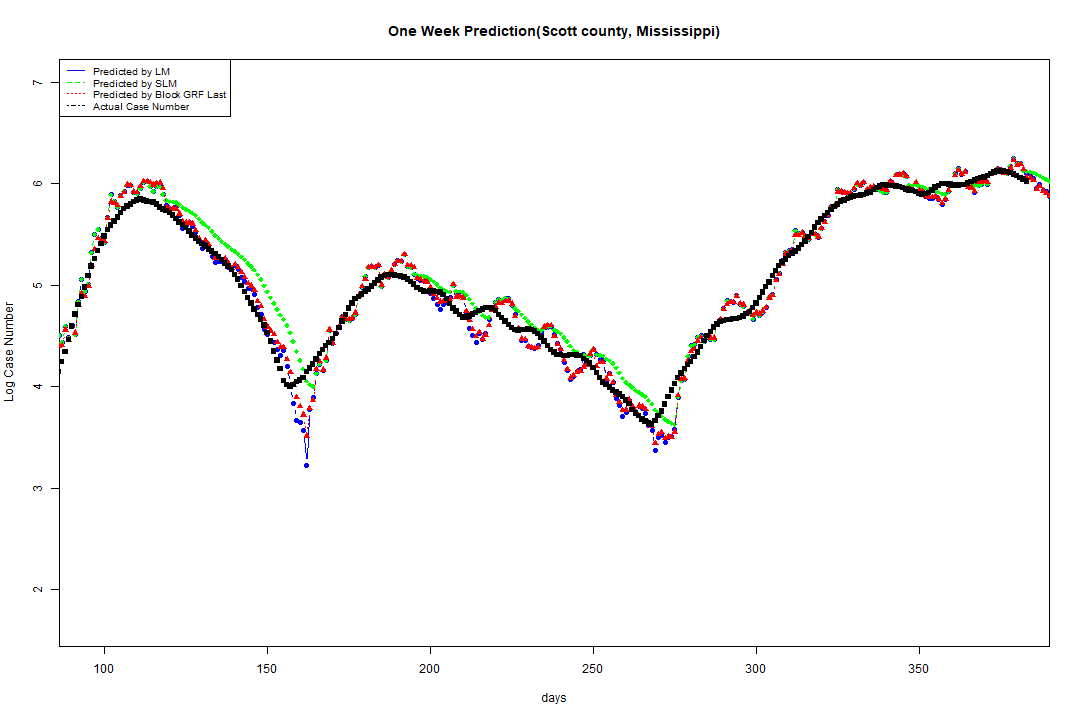 One Week Prediction(Scott county, Mississippi)
Predicted by LM
Predicted by SLM
Predicted by Block GRF Last
Actual Case Number
7
6
5
4
3
2
Log Case Number
100 150 200 250 300 350
days